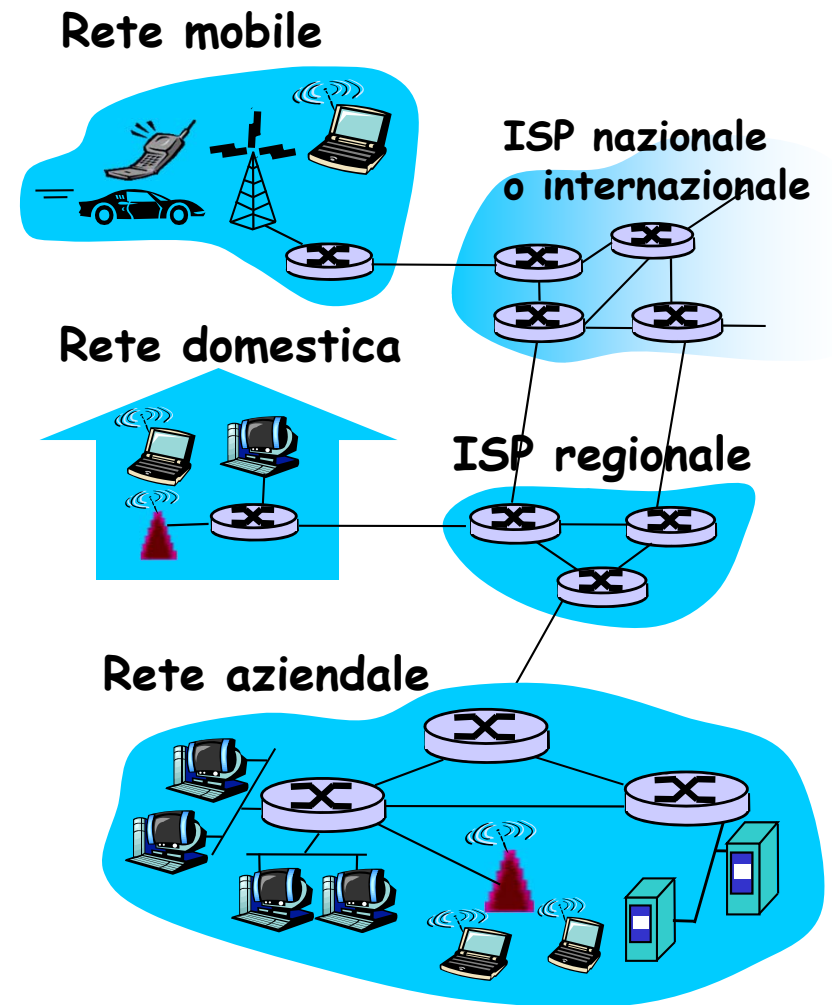 Rete mobile
ISP nazionale
o internazionale
Rete domestica
ISP regionale
Rete aziendale